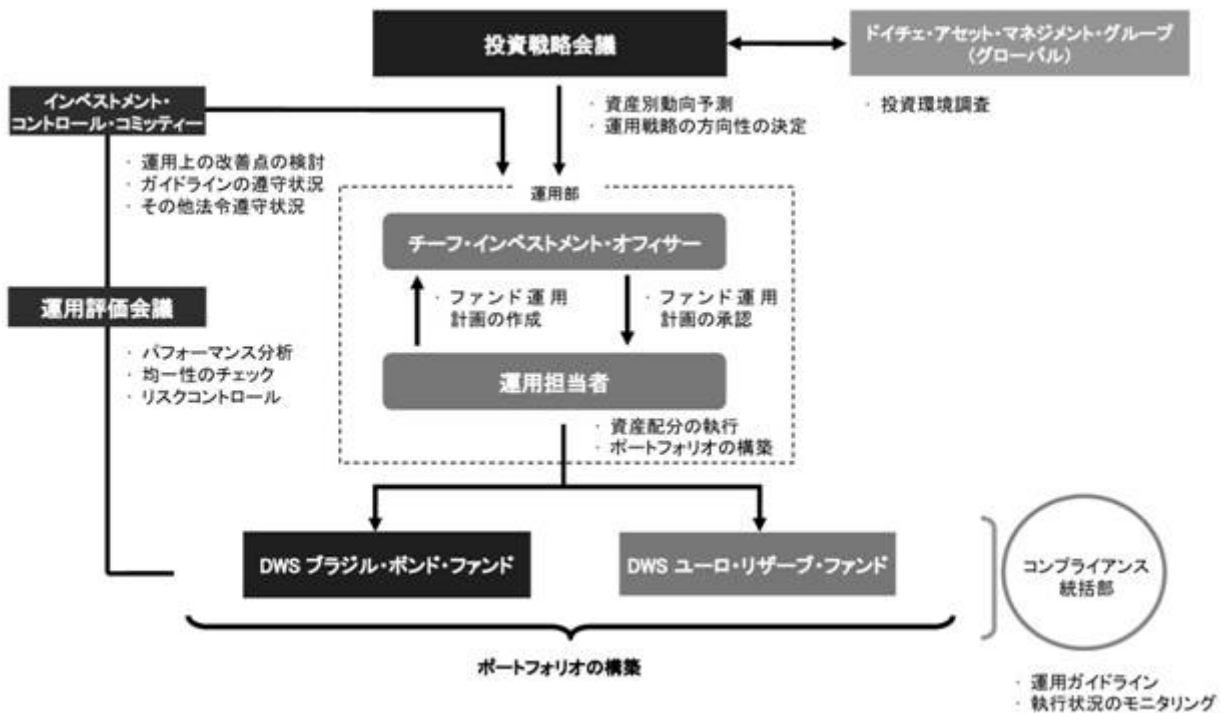 投資戦略会議
ドイチェ・アセット・マネジメント・グループ
(グローバル)
・ 資産別動向予測
・ 運用戦略の方向性の決定
・ 投資環境調査
インベストメント・
コントロール・コミッティー
・ 運用上の改善点の検討
・ ガイドラインの遵守状況
・ その他法令遵守状況
運用部
チーフ・インベストメント・オフィサー
・ ファンド運用
計画の作成
・ ファンド運用
計画の承認
運用評価会議
・ パフォーマンス分析
・ 均一性のチェック
・ リスクコントロール
運用担当者
・ 資産配分の執行
・ ポートフォリオの構築
DWS ブラジル・ボンド・ファンド
DWS ユーロ・リザーブ・ファンド
コンプライアンス
統括部
ポートフォリオの構築
・ 運用ガイドライン
・ 執行状況のモニタリング